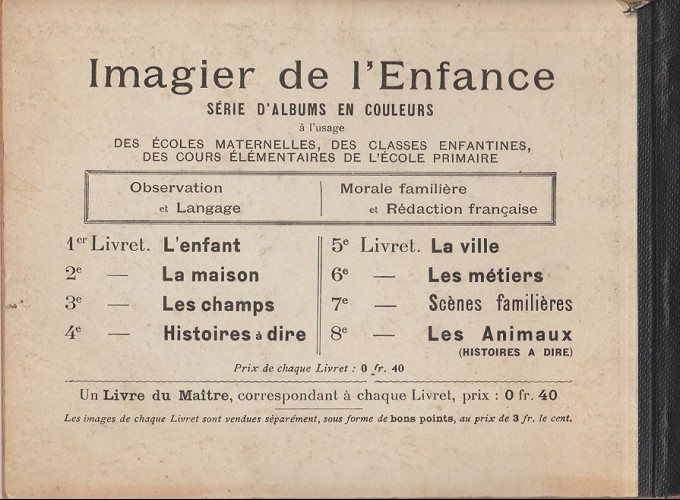 Imagier de l'Enfance
SÉRIE D'ALBUMS EN COULEURS
à l'usage
DES ÉCOLES MATERNELLES, DES CLASSES ENFANTINES,
DES COURS ÉLÉMENTAIRES DE L'ÉCOLE PRIMAIRE
Observation
et Langage
Morale familière
et Rédaction française
1er Livret. L'enfant
2e — La maison
3e — Les champs
4e — Histoires à dire
5e Livret. La ville
6e — Les métiers
7e — Scènes familières
8e — Les Animaux
(HISTOIRES A DIRE)
Prix de chaque Livret : 0 fr. 40
Un Livre du Maître, correspondant à chaque Livret, prix : 0 fr. 40
Les images de chaque Livret sont vendues séparément, sous forme de bons points, au prix de 3 fr. le cent.